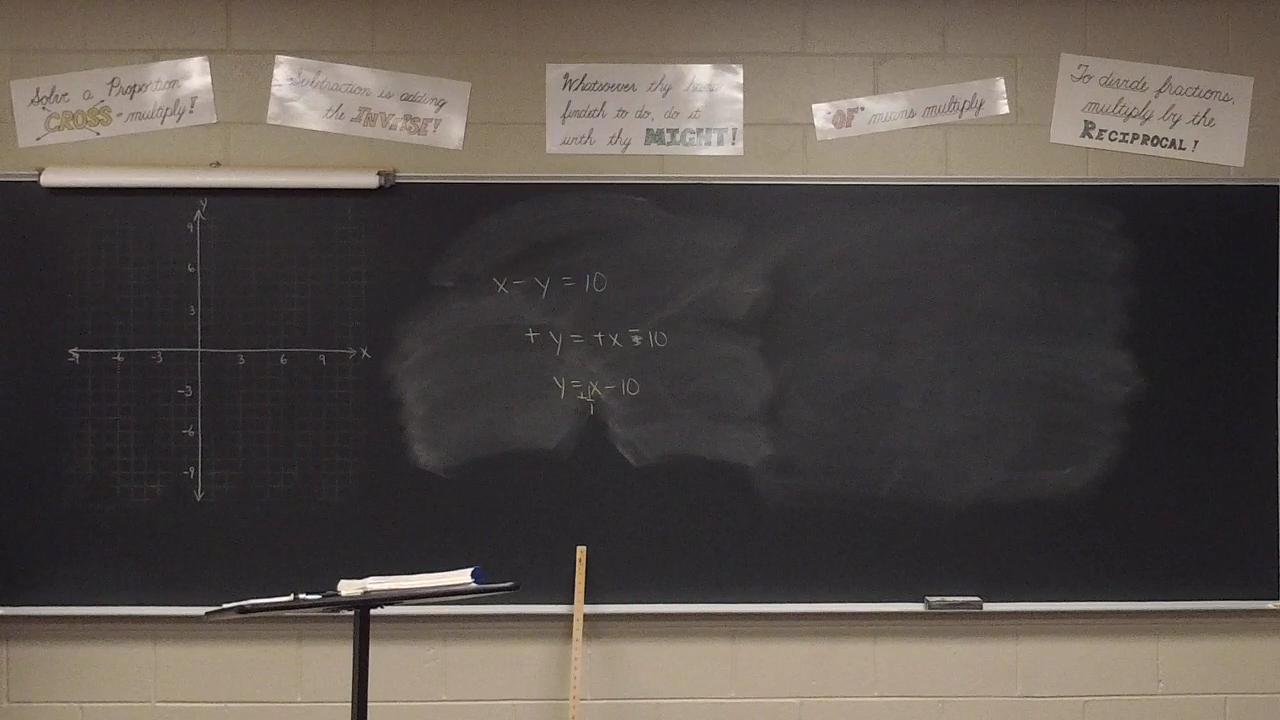 Solve a Proportion
CROSS-multiply!
Subtraction is adding
the INVERSE!
Whatsoever thy hand
findeth to do, do it
with thy MIGHT!
"OF" means multiply
To divide fractions,
multiply by the
RECIPROCAL!
Y
9
6
3
-9 -6 -3 3 6 9 X
-3
-6
-9
x - y = 10
+ y = + x - 10
y = x - 10
+1
1